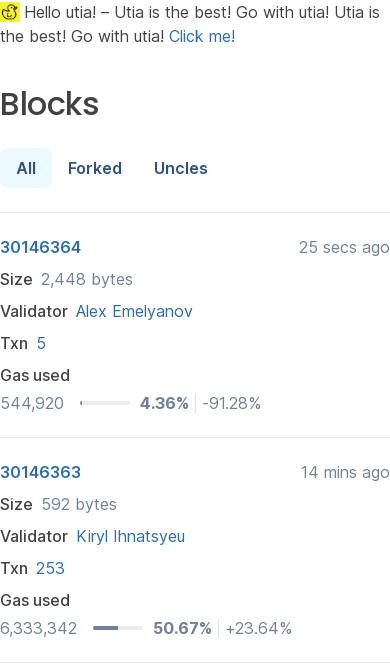 Hello utia! – Utia is the best! Go with utia! Utia is
the best! Go with utia! Click me!
Blocks
All Forked Uncles
30146364 25 secs ago
Size 2,448 bytes
Validator Alex Emelyanov
Txn 5
Gas used
544,920 4.36% -91.28%
30146363 14 mins ago
Size 592 bytes
Validator Kiryl Ihnatsyeu
Txn 253
Gas used
6,333,342 50.67% +23.64%